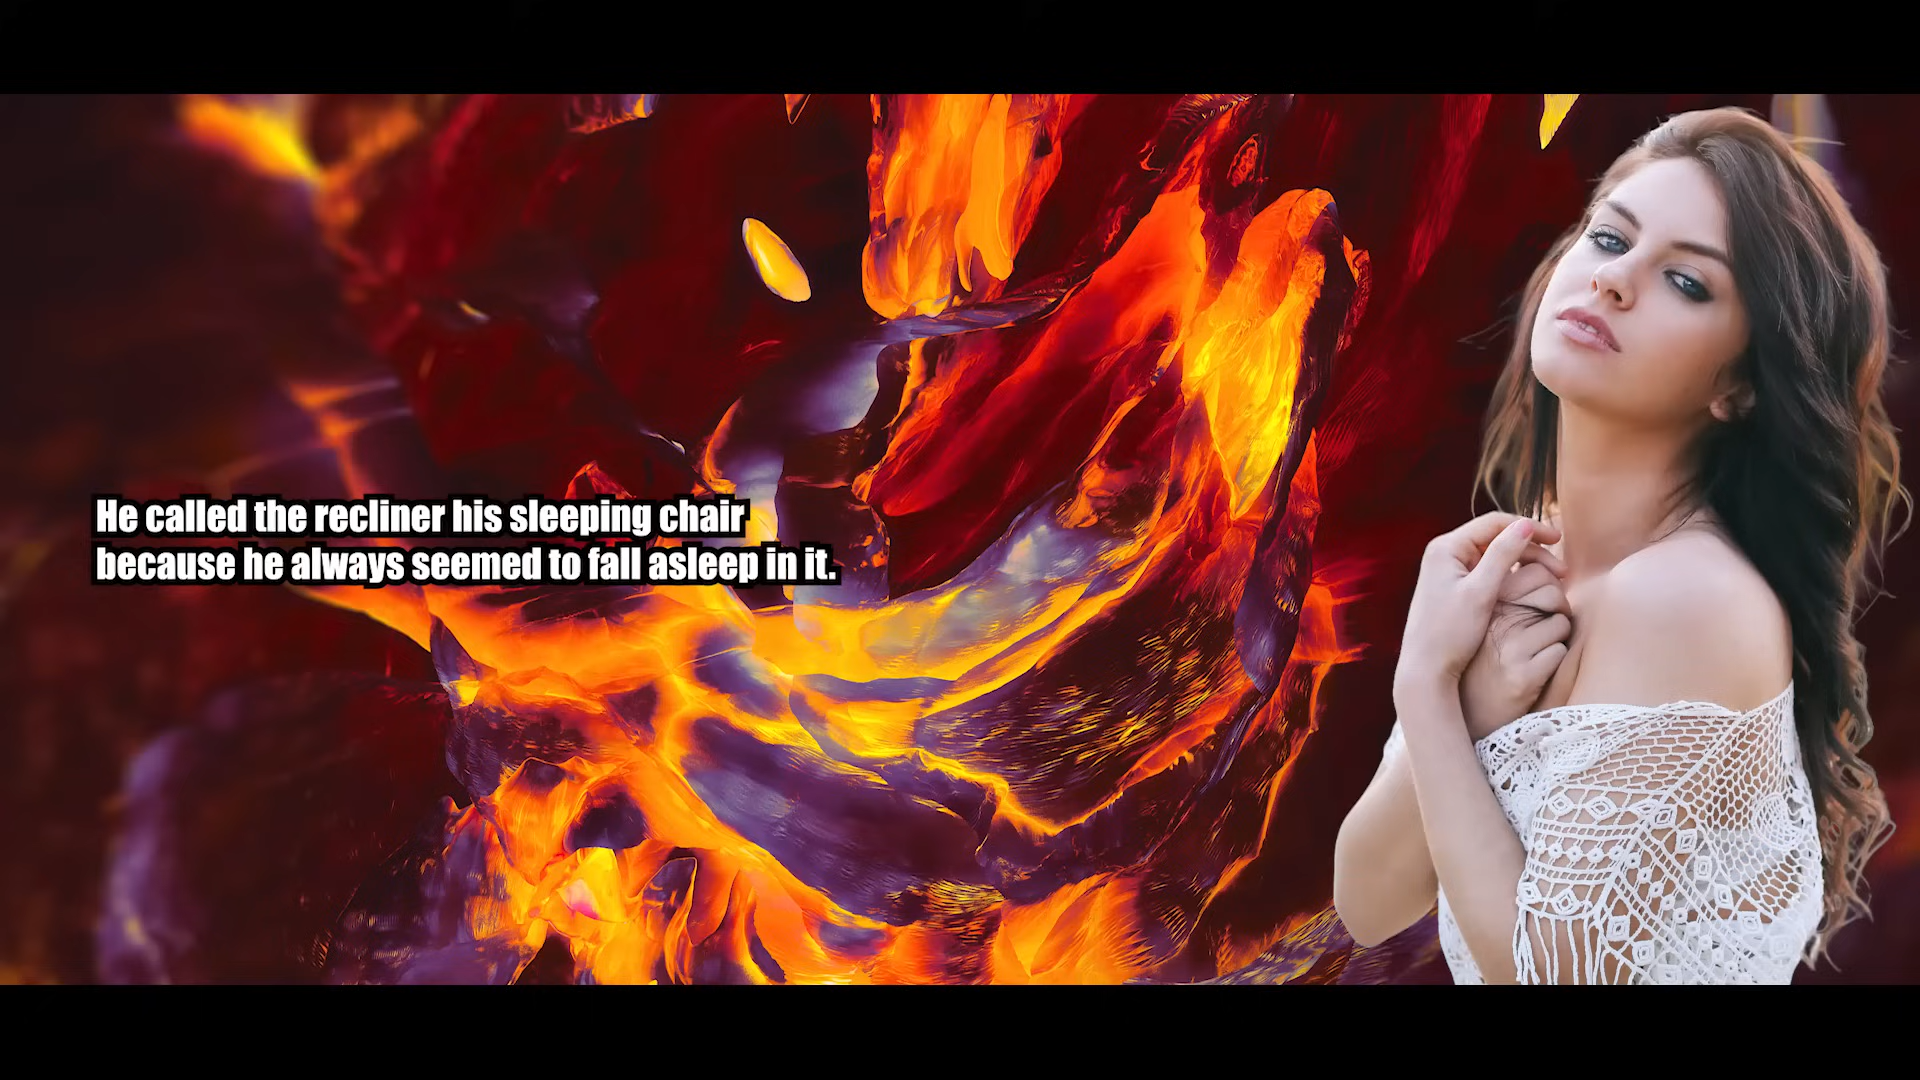 He called the recliner his sleeping chair
because he always seemed to fall asleep in it.